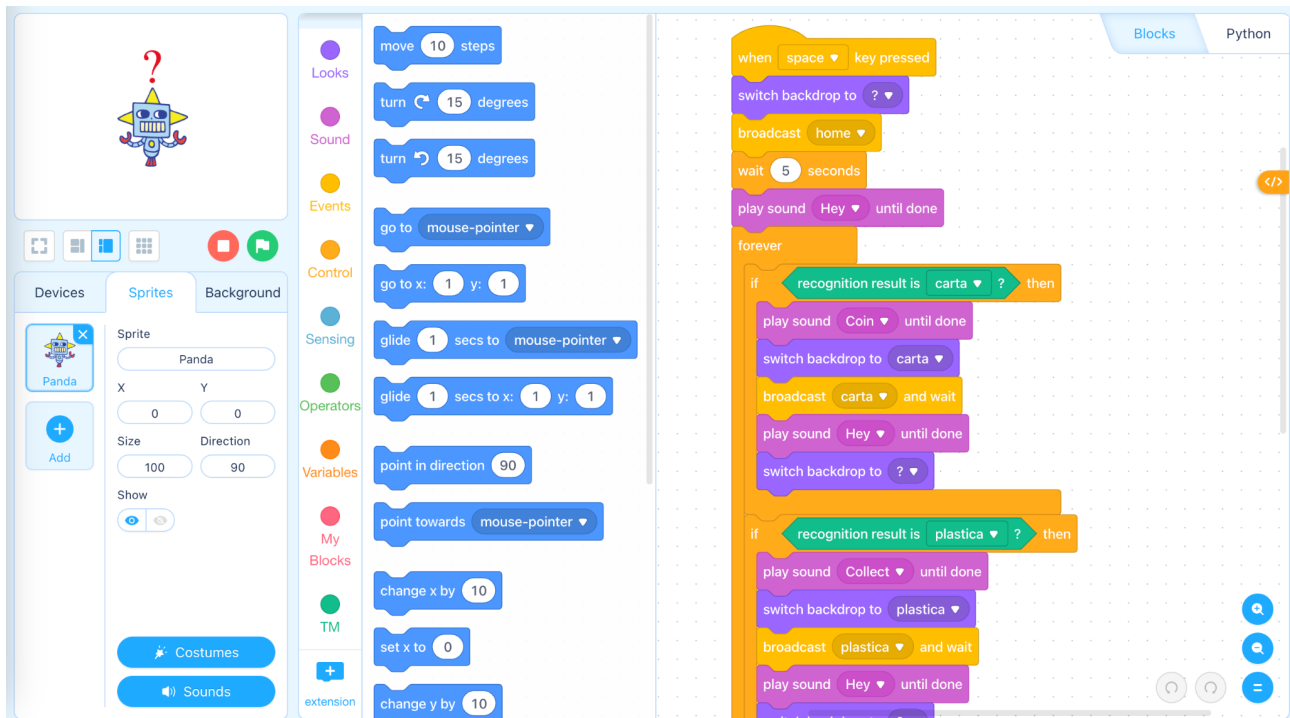 ?
Devices
Sprites
Background
Panda
Add
Sprite
Panda
X
Y
0
0
Size
Direction
100
90
Show
Costumes
Sounds
Looks
Sound
Events
Control
Sensing
Operators
Variables
My
Blocks
TM
extension
move 10 steps
turn 15 degrees
turn 15 degrees
go to mouse-pointer
go to x: 1 y: 1
glide 1 secs to mouse-pointer
glide 1 secs to x: 1 y: 1
point in direction 90
point towards mouse-pointer
change x by 10
set x to 0
change y by 10
Blocks
Python
when space key pressed
switch backdrop to ?
broadcast home
wait 5 seconds
play sound Hey until done
forever
if recognition result is carta ? then
play sound Coin until done
switch backdrop to carta
broadcast carta and wait
play sound Hey until done
switch backdrop to ?
if recognition result is plastica ? then
play sound Collect until done
switch backdrop to plastica
broadcast plastica and wait
play sound Hey until done